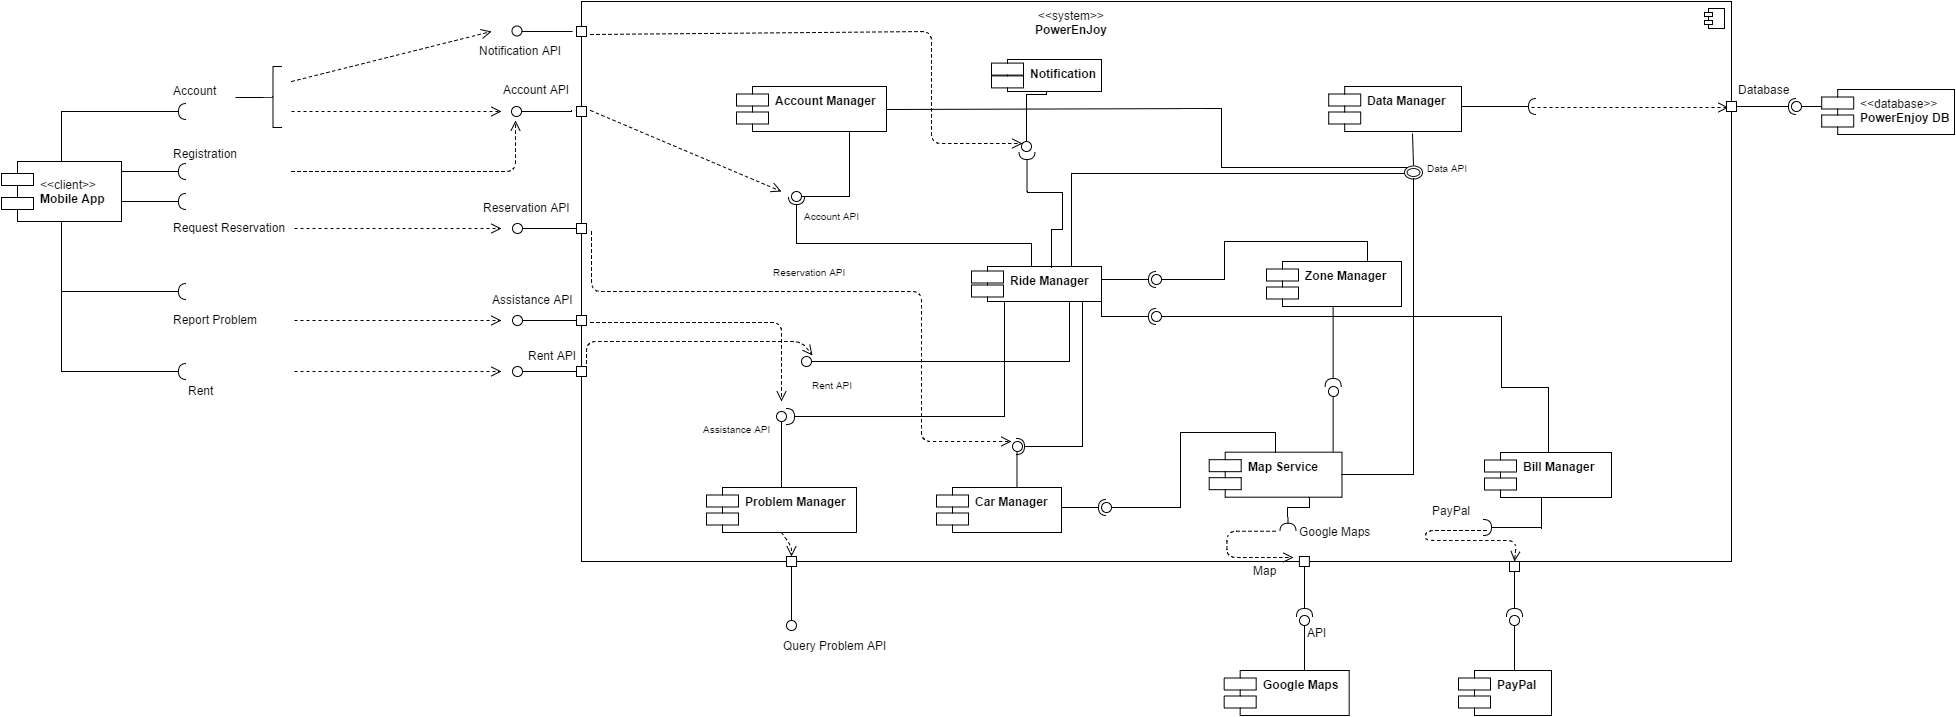 <<system>>
PowerEnJoy
Notification API
Account
Account API
Registration
<<client>>
Mobile App
Request Reservation
Reservation API
Report Problem
Assistance API
Rent
Rent API
Notification
Account Manager
Data Manager
Database
<<database>>
PowerEnjoy DB
Data API
Account API
Reservation API
Ride Manager
Zone Manager
Rent API
Assistance API
Map Service
Bill Manager
Problem Manager
Car Manager
PayPal
Google Maps
Map
Query Problem API
API
Google Maps
PayPal